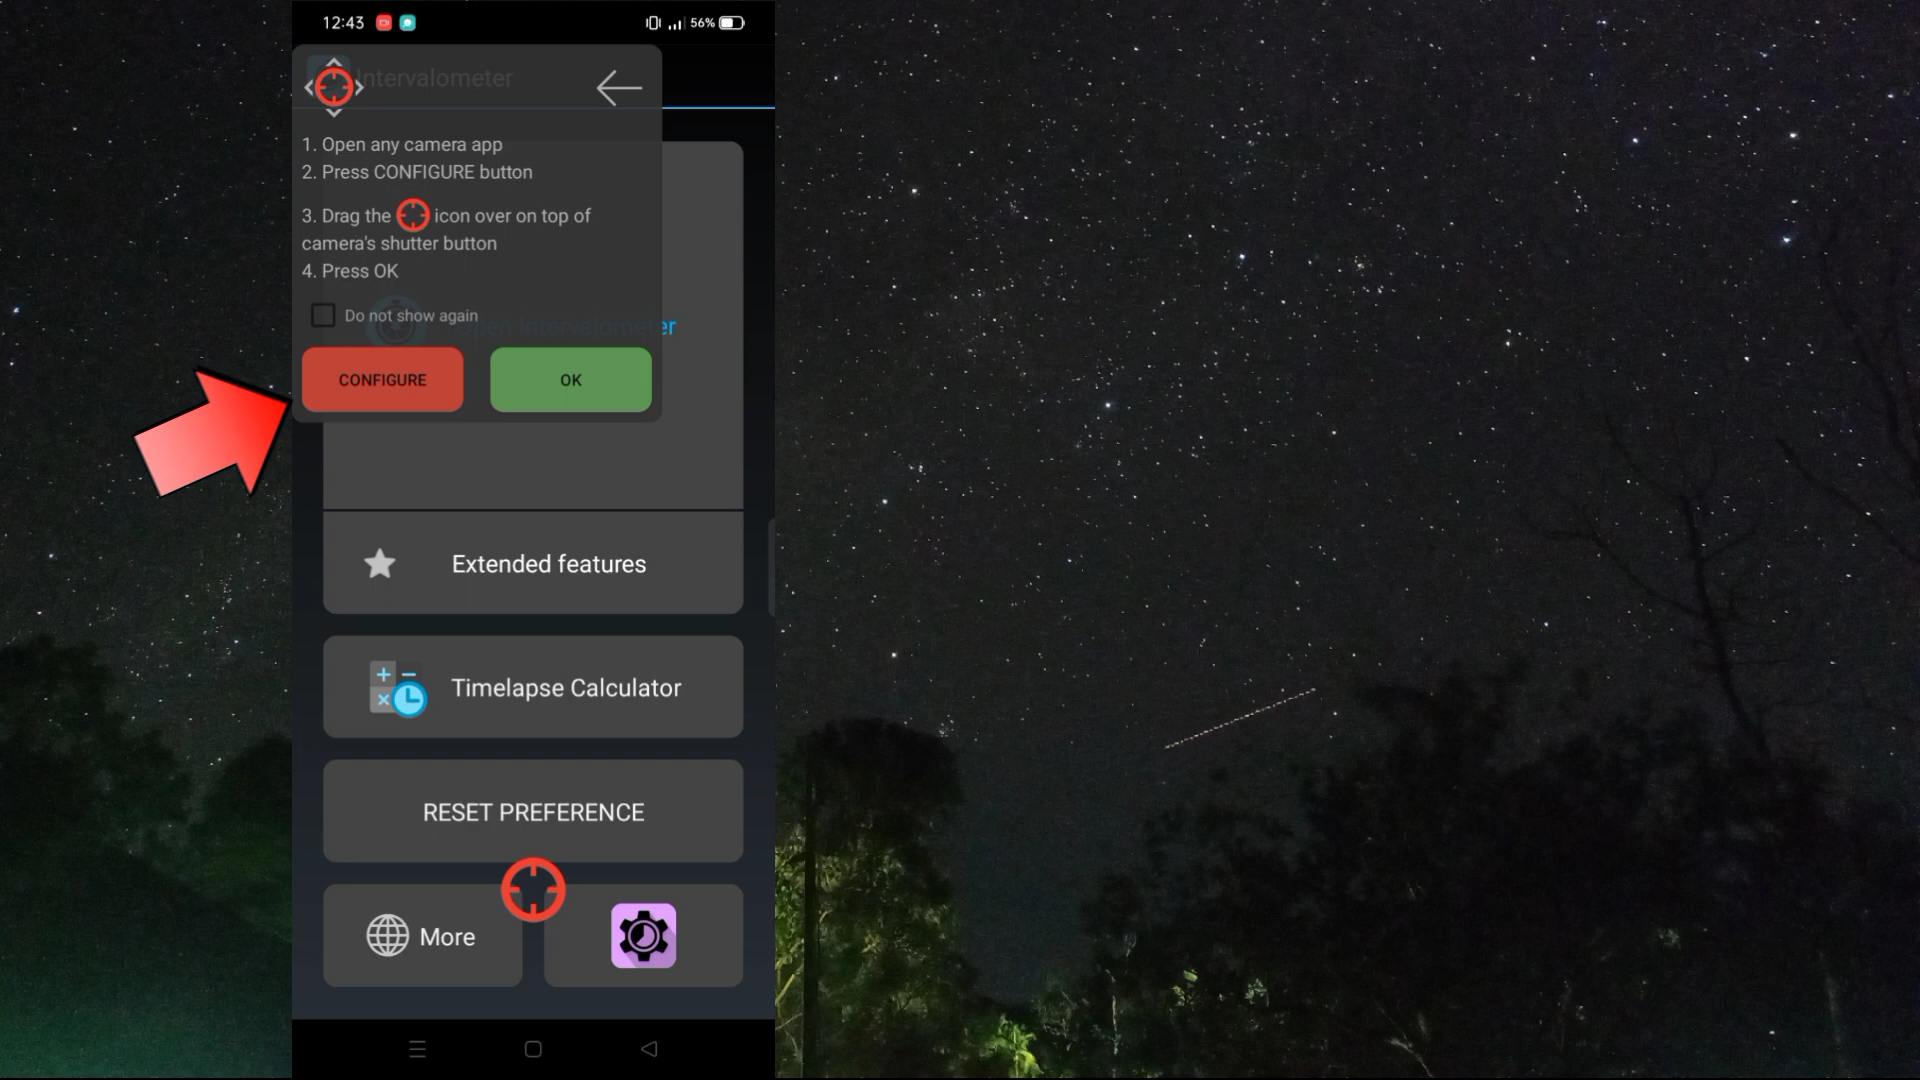 12:43
56%
Intervalometer
1. Open any camera app
2. Press CONFIGURE button
3. Drag the icon over on top of
camera's shutter button
4. Press OK
Do not show again
Open Intervalometer
CONFIGURE
OK
Extended features
Timelapse Calculator
RESET PREFERENCE
More